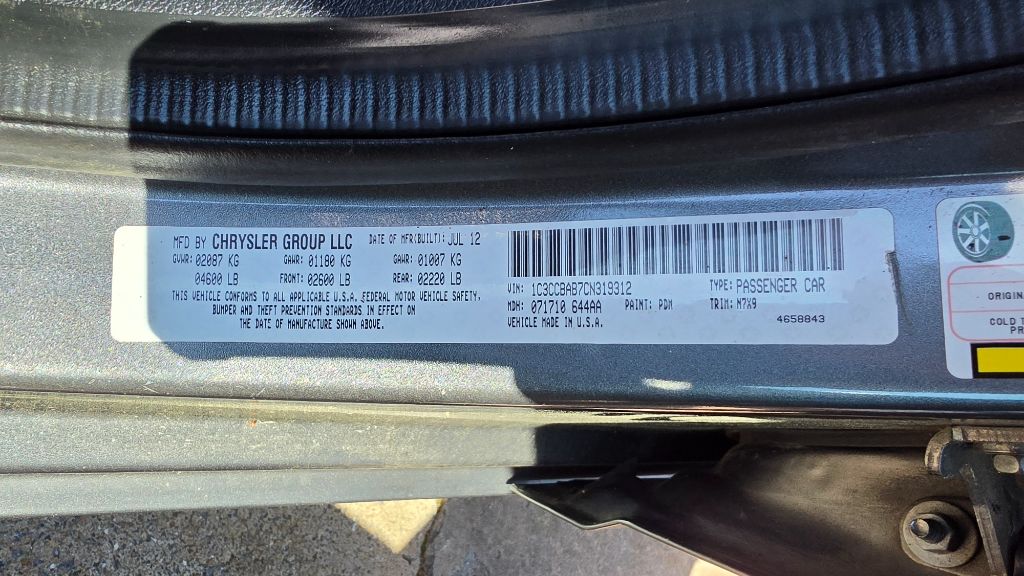 MFD BY CHRYSLER GROUP LLC DATE OF MFR(BUILT): JUL 12
GVWR: 02087 KG GAWR: 01180 KG GAWR: 01007 KG
04600 LB FRONT: 02600 LB REAR: 02220 LB
THIS VEHICLE CONFORMS TO ALL APPLICABLE U.S.A. FEDERAL MOTOR VEHICLE SAFETY,
BUMPER AND THEFT PREVENTION STANDARDS IN EFFECT ON
THE DATE OF MANUFACTURE SHOWN ABOVE.
VIN: 1C3CCBAB7CN319312 TYPE: PASSENGER CAR
MDH: 071710 644AA PAINT: PDM TRIM: N7X9
VEHICLE MADE IN U.S.A. 4658843
ORIGIN
COLD T
PR